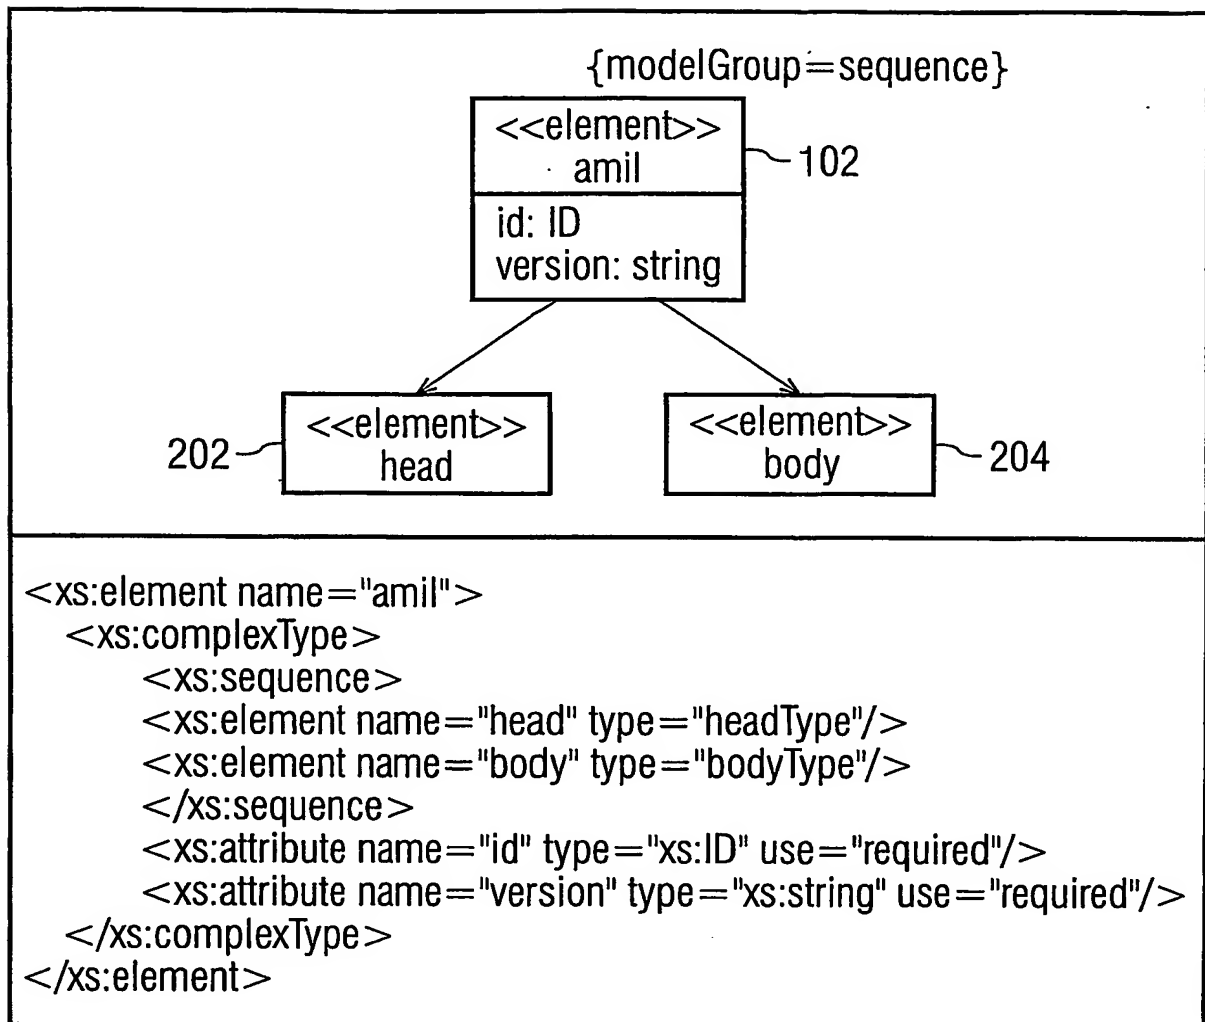 {modelGroup=sequence}
<<element>>
amil
102
id: ID
version: string
<<element>>
head
202
<<element>>
body
204
<xs:element name="amil">
<xs:complexType>
<xs:sequence>
<xs:element name="head" type="headType"/>
<xs:element name="body" type="bodyType"/>
</xs:sequence>
<xs:attribute name="id" type="xs:ID" use="required"/>
<xs:attribute name="version" type="xs:string" use="required"/>
</xs:complexType>
</xs:element>